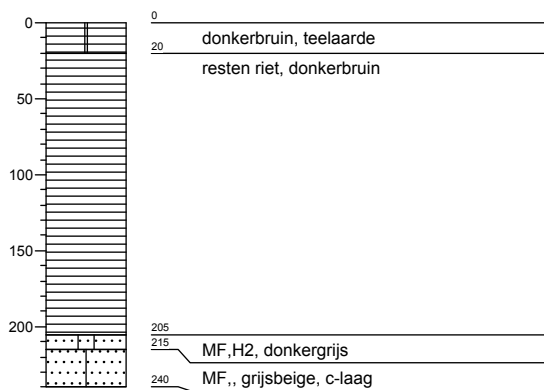 0
0
donkerbruin, teelaarde
20
resten riet, donkerbruin
50
100
150
200
205
215
MF,H2, donkergrijs
240
MF,, grijsbeige, c-laag